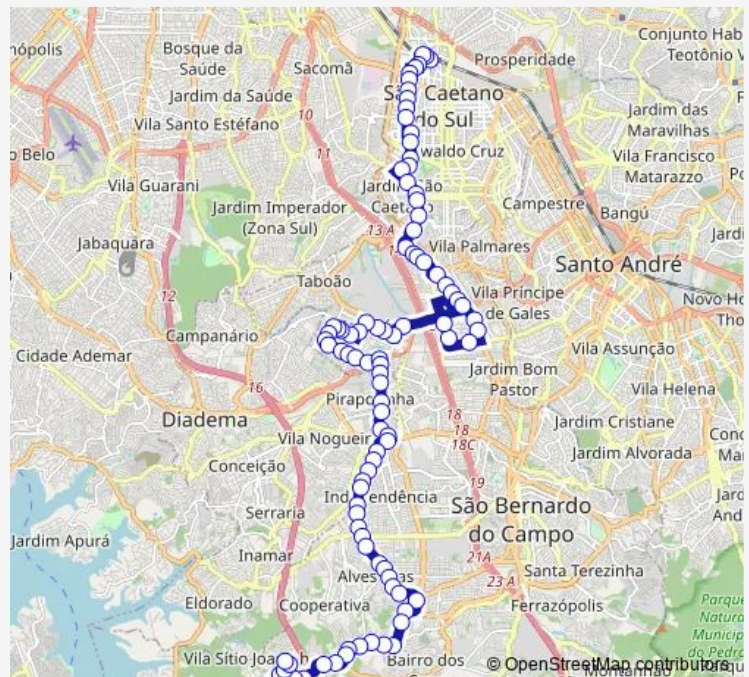 Bosque da
Saúde
Sacomã
Prosperidade
Conjunto Hab
Teotônio V
Jardim da Saúde
Caetano
do Sul
Vila Santo Estéfano
10
Jardim das
Maravilhas
11
waldo Cruz
o Belo
Vila Guarani
Vila Francisco
Matarazzo
Jardim Imperador
(Zona Sul)
Campestre
Bangú
13 A
Jabaquara
Vila Palmares
Santo André
Taboão
12
Vila Príncipe
de Gales
Novo Ho
Campanário
Cidade Ademar
Vila Assunção
Jardim Bom
Pastor
16
Vila Helena
Diadema
18
18
18C
Jardim Cristiane
Vila Nogueir
Jardim Alvorada
Conceição
19
São Bernardo
do Campo
Serraria
Jardim Apurá
Inamar
21A
Santa Terezinha
23 A
Eldorado
Cooperativa
Ferrazópolis
Bairro dos
© OpenStreetMap contributors